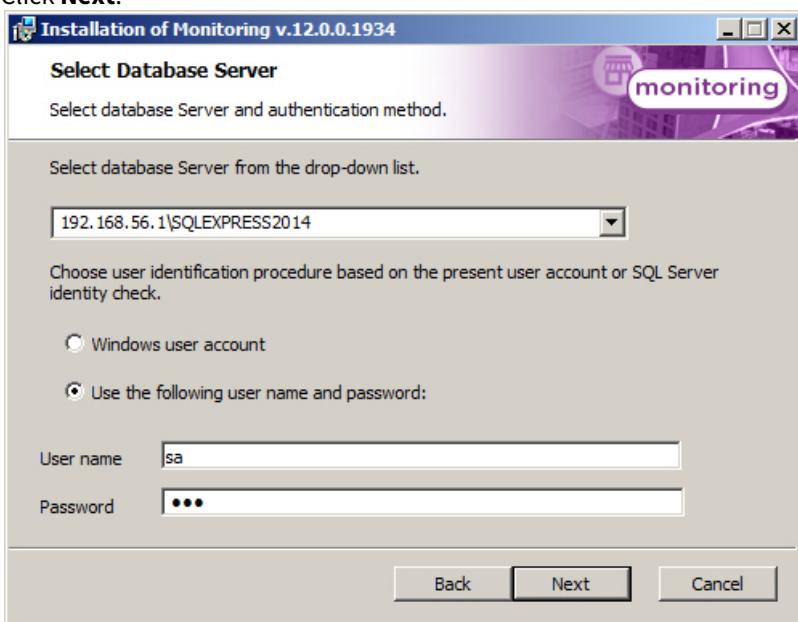 Click Next.
Installation of Monitoring v.12.0.0.1934
Select Database Server
Select database Server and authentication method.
monitoring
Select database Server from the drop-down list.
192.168.56.1\SQLEXPRESS2014
Choose user identification procedure based on the present user account or SQL Server
identity check.
Windows user account
Use the following user name and password:
User name sa
Password •••
Back Next Cancel